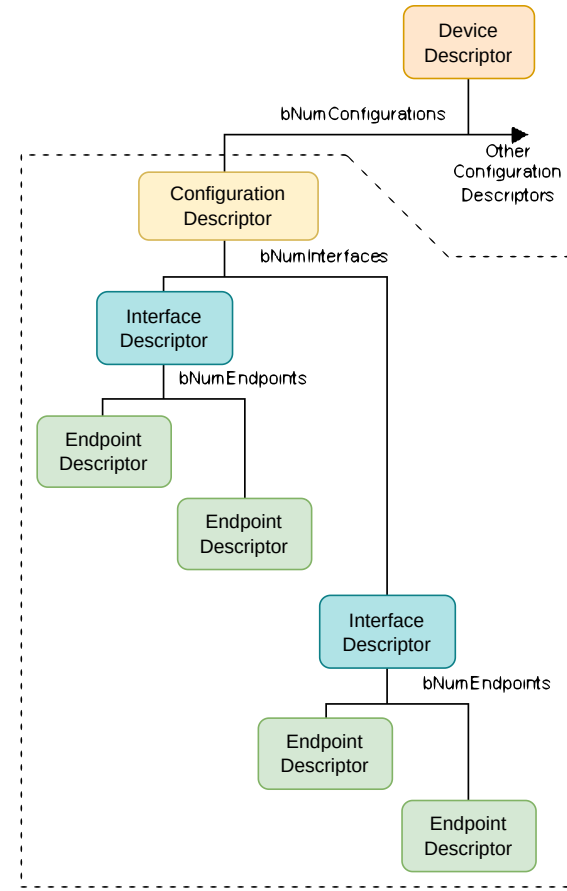 Device
Descriptor
bNumConfigurations
Other
Configuration
Descriptors
Configuration
Descriptor
bNumInterfaces
Interface
Descriptor
bNumEndpoints
Endpoint
Descriptor
Endpoint
Descriptor
Interface
Descriptor
bNumEndpoints
Endpoint
Descriptor
Endpoint
Descriptor